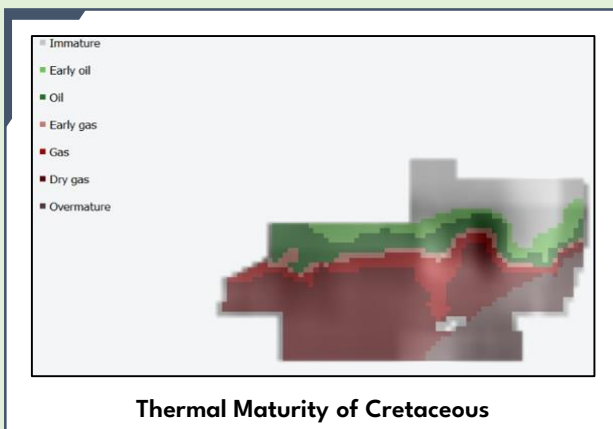 Immature
Early oil
Oil
Early gas
Gas
Dry gas
Overmature
Thermal Maturity of Cretaceous